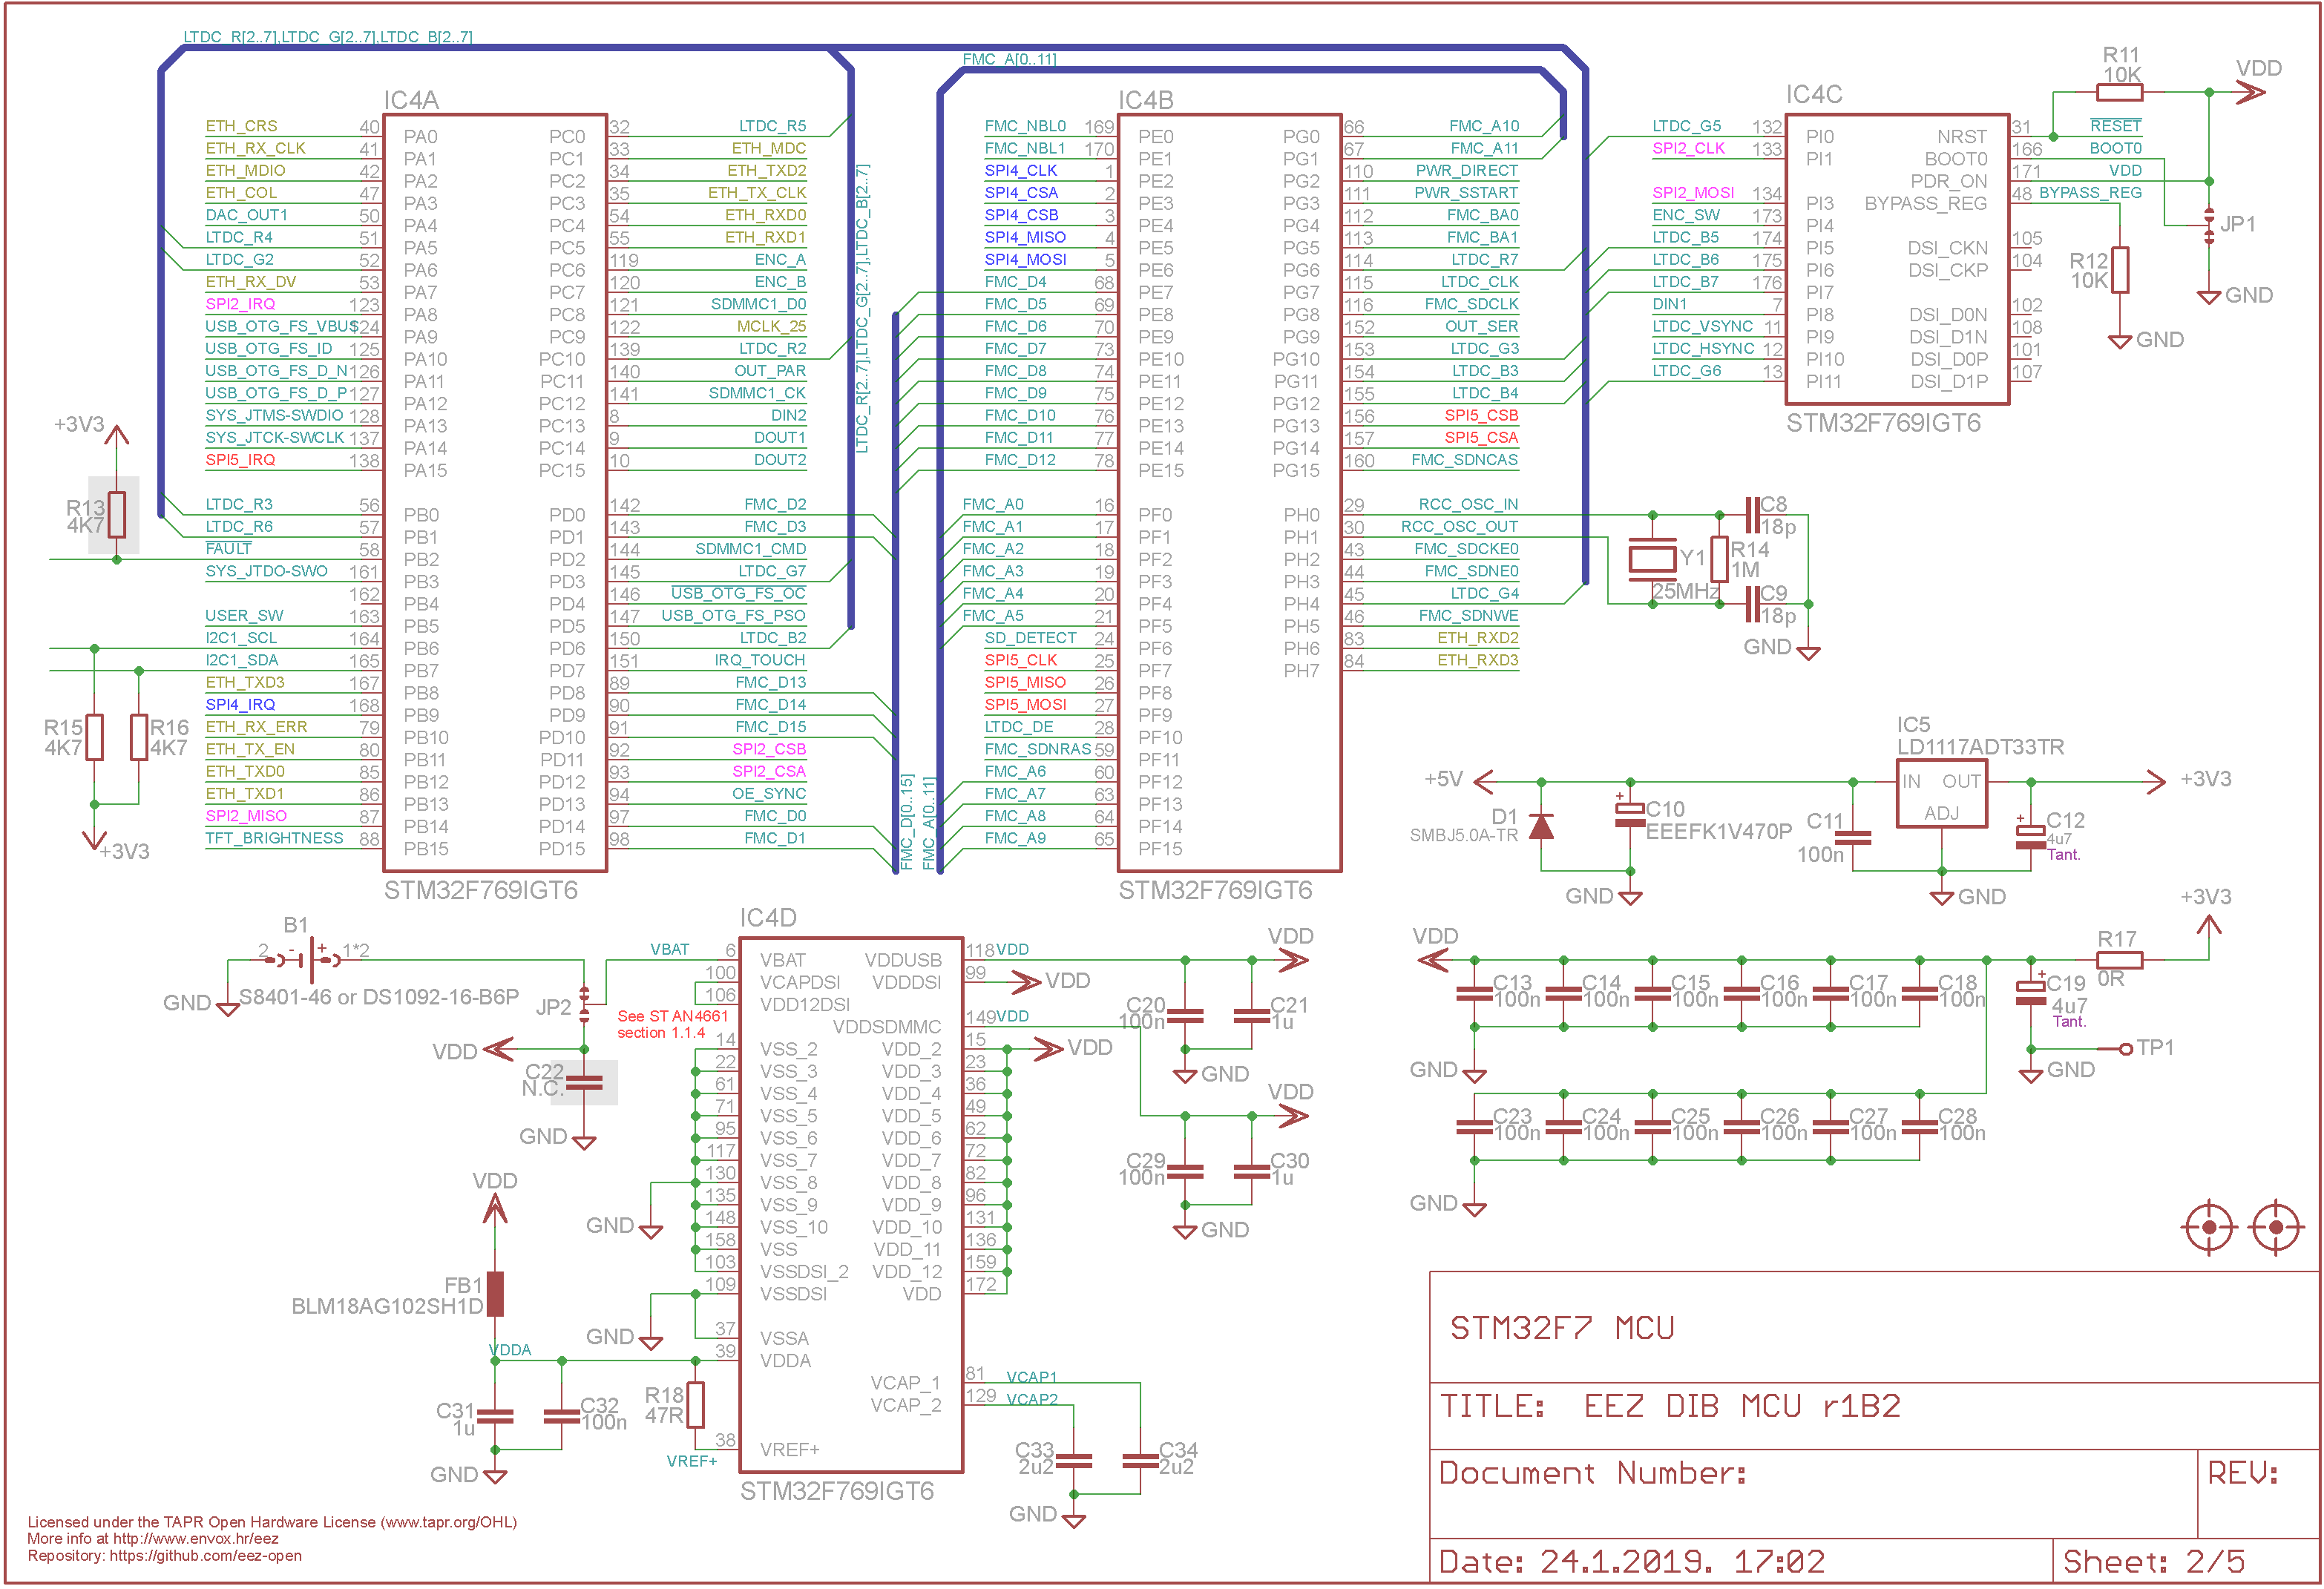 LTDC_R[2..7],LTDC_G[2..7],LTDC_B[2..7]
FMC_A[0..11]
IC4A
ETH_CRS 40 PA0 PC0 32 LTDC_R5
ETH_RX_CLK 41 PA1 PC1 33 ETH_MDC
ETH_MDIO 42 PA2 PC2 34 ETH_TXD2
ETH_COL 47 PA3 PC3 35 ETH_TX_CLK
DAC_OUT1 50 PA4 PC4 54 ETH_RXD0
LTDC_R4 51 PA5 PC5 55 ETH_RXD1
LTDC_G2 52 PA6 PC6 119 ENC_A
ETH_RX_DV 53 PA7 PC7 120 ENC_B
SPI2_IRQ 123 PA8 PC8 121 SDMMC1_D0
USB_OTG_FS_VBUS 124 PA9 PC9 122 MCLK_25
USB_OTG_FS_ID 125 PA10 PC10 139 LTDC_R2
USB_OTG_FS_D_N 126 PA11 PC11 140 OUT_PAR
USB_OTG_FS_D_P 127 PA12 PC12 141 SDMMC1_CK
SYS_JTMS-SWDIO 128 PA13 PC13 8 DIN2
SYS_JTCK-SWCLK 137 PA14 PC14 9 DOUT1
SPI5_IRQ 138 PA15 PC15 10 DOUT2
LTDC_R3 56 PB0 PD0 142 FMC_D2
LTDC_R6 57 PB1 PD1 143 FMC_D3
FAULT 58 PB2 PD2 144 SDMMC1_CMD
SYS_JTDO-SWO 161 PB3 PD3 145 LTDC_G7
162 PB4 PD4 146 USB_OTG_FS_OC
USER_SW 163 PB5 PD5 147 USB_OTG_FS_PSO
I2C1_SCL 164 PB6 PD6 150 LTDC_B2
I2C1_SDA 165 PB7 PD7 151 IRQ_TOUCH
ETH_TXD3 167 PB8 PD8 89 FMC_D13
SPI4_IRQ 168 PB9 PD9 90 FMC_D14
ETH_RX_ERR 79 PB10 PD10 91 FMC_D15
ETH_TX_EN 80 PB11 PD11 92 SPI2_CSB
ETH_TXD0 85 PB12 PD12 93 SPI2_CSA
ETH_TXD1 86 PB13 PD13 94 OE_SYNC
SPI2_MISO 87 PB14 PD14 97 FMC_D0
TFT_BRIGHTNESS 88 PB15 PD15 98 FMC_D1
STM32F769IGT6
+3V3
R13
4K7
R15
4K7
R16
4K7
+3V3
LTDC_R[2..7],LTDC_G[2..7],LTDC_B[2..7]
FMC_D[0..15]
FMC_A[0..11]
IC4B
FMC_NBL0 169 PE0 PG0 66 FMC_A10
FMC_NBL1 170 PE1 PG1 67 FMC_A11
SPI4_CLK 1 PE2 PG2 110 PWR_DIRECT
SPI4_CSA 2 PE3 PG3 111 PWR_SSTART
SPI4_CSB 3 PE4 PG4 112 FMC_BA0
SPI4_MISO 4 PE5 PG5 113 FMC_BA1
SPI4_MOSI 5 PE6 PG6 114 LTDC_R7
FMC_D4 68 PE7 PG7 115 LTDC_CLK
FMC_D5 69 PE8 PG8 116 FMC_SDCLK
FMC_D6 70 PE9 PG9 152 OUT_SER
FMC_D7 73 PE10 PG10 153 LTDC_G3
FMC_D8 74 PE11 PG11 154 LTDC_B3
FMC_D9 75 PE12 PG12 155 LTDC_B4
FMC_D10 76 PE13 PG13 156 SPI5_CSB
FMC_D11 77 PE14 PG14 157 SPI5_CSA
FMC_D12 78 PE15 PG15 160 FMC_SDNCAS
FMC_A0 16 PF0 PH0 29 RCC_OSC_IN
FMC_A1 17 PF1 PH1 30 RCC_OSC_OUT
FMC_A2 18 PF2 PH2 43 FMC_SDCKE0
FMC_A3 19 PF3 PH3 44 FMC_SDNE0
FMC_A4 20 PF4 PH4 45 LTDC_G4
FMC_A5 21 PF5 PH5 46 FMC_SDNWE
SD_DETECT 24 PF6 PH6 83 ETH_RXD2
SPI5_CLK 25 PF7 PH7 84 ETH_RXD3
SPI5_MISO 26 PF8
SPI5_MOSI 27 PF9
LTDC_DE 28 PF10
FMC_SDNRAS 59 PF11
FMC_A6 60 PF12
FMC_A7 63 PF13
FMC_A8 64 PF14
FMC_A9 65 PF15
STM32F769IGT6
IC4C
LTDC_G5 132 PI0 NRST 31 RESET
SPI2_CLK 133 PI1 BOOT0 166 BOOT0
PDR_ON 171 VDD
SPI2_MOSI 134 PI3 BYPASS_REG 48 BYPASS_REG
ENC_SW 173 PI4
LTDC_B5 174 PI5 DSI_CKN 105
LTDC_B6 175 PI6 DSI_CKP 104
LTDC_B7 176 PI7
DIN1 7 PI8 DSI_D0N 102
LTDC_VSYNC 11 PI9 DSI_D1N 108
LTDC_HSYNC 12 PI10 DSI_D0P 101
LTDC_G6 13 PI11 DSI_D1P 107
STM32F769IGT6
R11
10K
VDD
JP1
R12
10K
GND
GND
C8
18p
Y1
25MHz
R14
1M
C9
18p
GND
IC5
LD1117ADT33TR
+5V
IN OUT
ADJ
+3V3
D1
SMBJ5.0A-TR
+ C10
EEEFK1V470P
C11
100n
+ C12
4u7
Tant.
GND
GND
B1
2 - + 1*2
GND
S8401-46 or DS1092-16-B6P
JP2
See ST AN4661
section 1.1.4
VDD
C22
N.C.
GND
IC4D
VBAT 6 VBAT VDDUSB 118 VDD
100 VCAPDSI VDDDSI 99 VDD
106 VDD12DSI
VDDSDMMC 149 VDD
14 VSS_2 VDD_2 15 VDD
22 VSS_3 VDD_3 23
61 VSS_4 VDD_4 36
71 VSS_5 VDD_5 49
95 VSS_6 VDD_6 62
117 VSS_7 VDD_7 72
130 VSS_8 VDD_8 82
135 VSS_9 VDD_9 96
148 VSS_10 VDD_10 131
158 VSS VDD_11 136
103 VSSDSI_2 VDD_12 159
109 VSSDSI VDD 172
37 VSSA
39 VDDA
VCAP_1 81 VCAP1
VCAP_2 129 VCAP2
38 VREF+
VREF+
STM32F769IGT6
GND
GND
VDD
FB1
BLM18AG102SH1D
VDDA
C31
1u
C32
100n
R18
47R
GND
C33
2u2
C34
2u2
GND
VDD
C20
100n
C21
1u
GND
VDD
C29
100n
C30
1u
GND
VDD
C13
100n
C14
100n
C15
100n
C16
100n
C17
100n
C18
100n
+ C19
4u7
Tant.
R17
0R
+3V3
TP1
GND
GND
C23
100n
C24
100n
C25
100n
C26
100n
C27
100n
C28
100n
GND
STM32F7 MCU
TITLE: EEZ DIB MCU r1B2
Document Number:
REV:
Date: 24.1.2019. 17:02
Sheet: 2/5
Licensed under the TAPR Open Hardware License (www.tapr.org/OHL)
More info at http://www.envox.hr/eez
Repository: https://github.com/eez-open